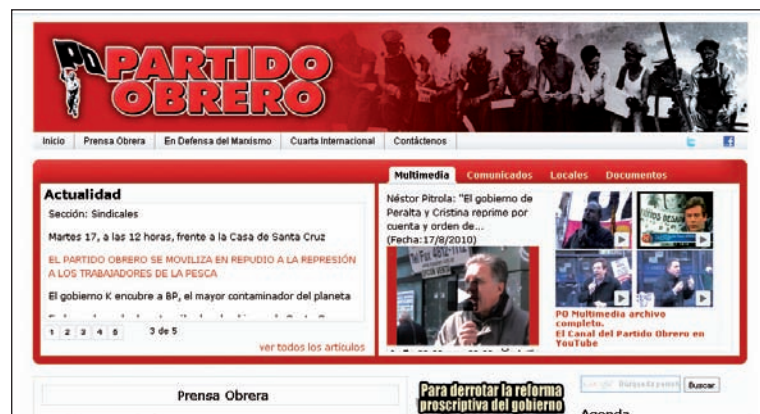 PO PARTIDO
OBRERO
Inicio Prensa Obrera En Defensa del Marxismo Cuarta Internacional Contáctenos
Actualidad
Sección: Sindicales
Martes 17, a las 12 horas, frente a la Casa de Santa Cruz
EL PARTIDO OBRERO SE MOVILIZA EN REPUDIO A LA REPRESIÓN
A LOS TRABAJADORES DE LA PESCA
El gobierno K encubre a BP, el mayor contaminador del planeta
1 2 3 4 5 3 de 5
ver todos los artículos
Multimedia Comunicados Locales Documentos
Néstor Pitrola: "El gobierno de
Peralta y Cristina reprime por
cuenta y orden de...
(Fecha:17/8/2010)
PO Multimedia archivo
completo.
El Canal del Partido Obrero en
YouTube
Prensa Obrera
Para derrotar la reforma
proscriptiva del gobierno
Buscar
Agenda